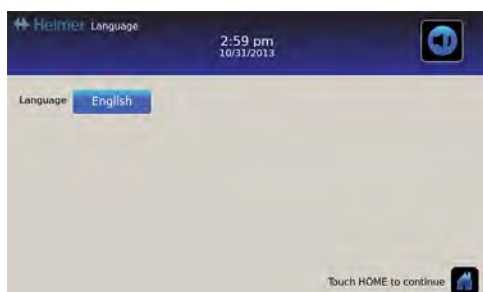 Helmer Language
2:59 pm
10/31/2013
Language English
Touch HOME to continue